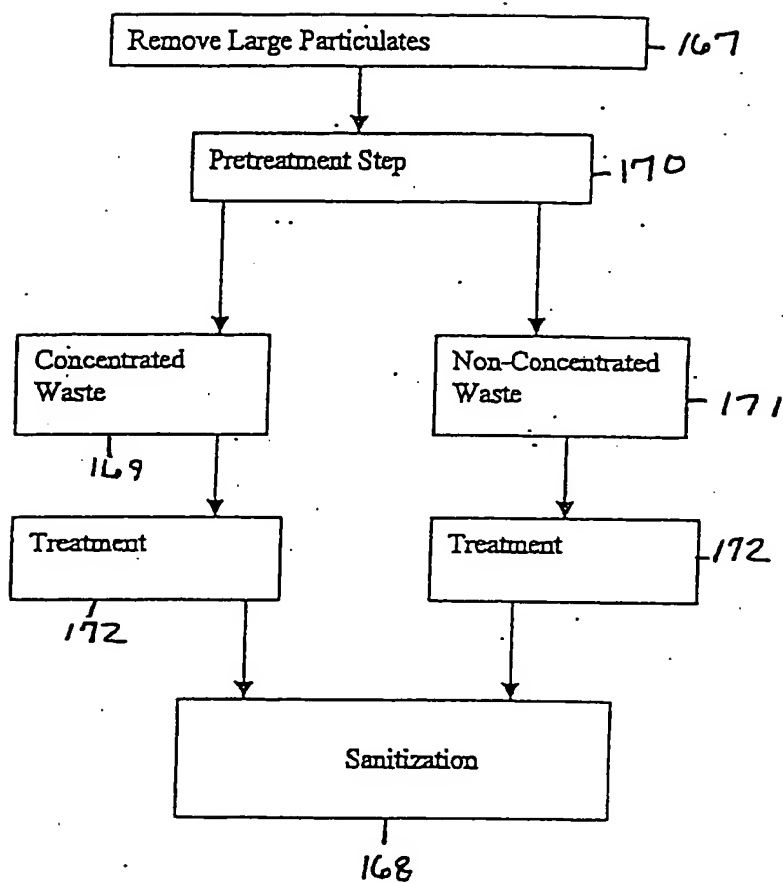 Remove Large Particulates
167
Pretreatment Step
170
Concentrated
Waste
Non-Concentrated
Waste
171
169
Treatment
Treatment
172
172
Sanitization
168